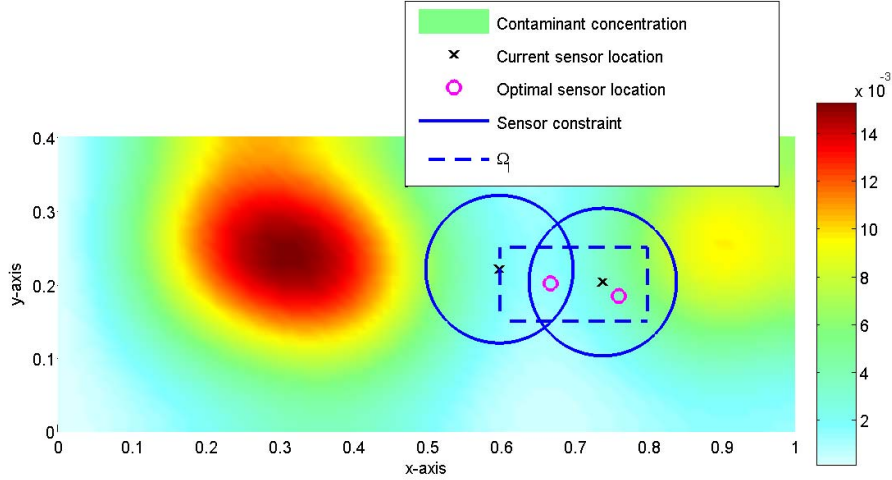 Contaminant concentration
Current sensor location
Optimal sensor location
Sensor constraint
Ωı
x 10⁻³
14
12
10
8
6
4
2
0.4
0.3
0.2
0.1
0
y-axis
0 0.1 0.2 0.3 0.4 0.5 0.6 0.7 0.8 0.9 1
x-axis